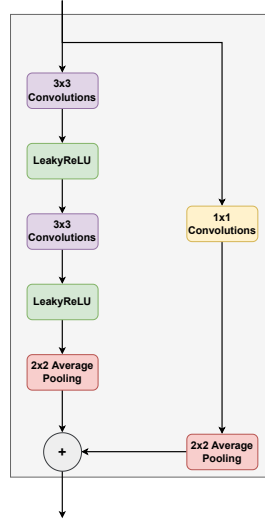 3x3
Convolutions
LeakyReLU
3x3
Convolutions
LeakyReLU
2x2 Average
Pooling
+
1x1
Convolutions
2x2 Average
Pooling